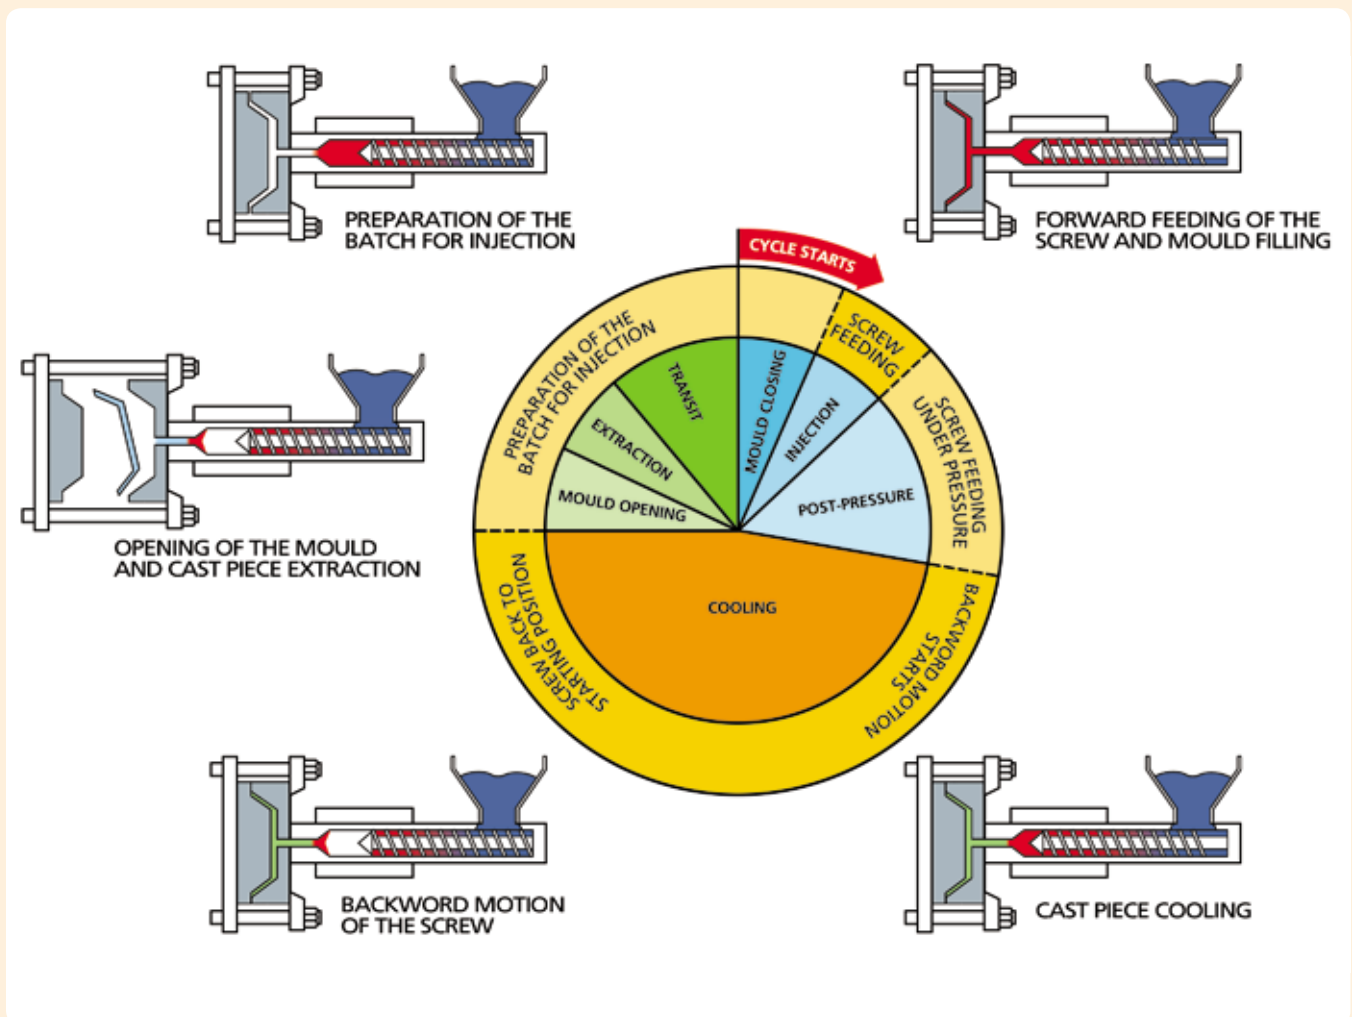 PREPARATION OF THE
BATCH FOR INJECTION
FORWARD FEEDING OF THE
SCREW AND MOULD FILLING
CYCLE STARTS
SCREW
FEEDING
SCREW FEEDING
UNDER PRESSURE
BACKWORD MOTION
STARTS
SCREW BACK TO
STARTING POSITION
PREPARATION OF THE
BATCH FOR INJECTION
MOULD CLOSING
INJECTION
POST-PRESSURE
COOLING
MOULD OPENING
EXTRACTION
TRANSIT
OPENING OF THE MOULD
AND CAST PIECE EXTRACTION
BACKWORD MOTION
OF THE SCREW
CAST PIECE COOLING